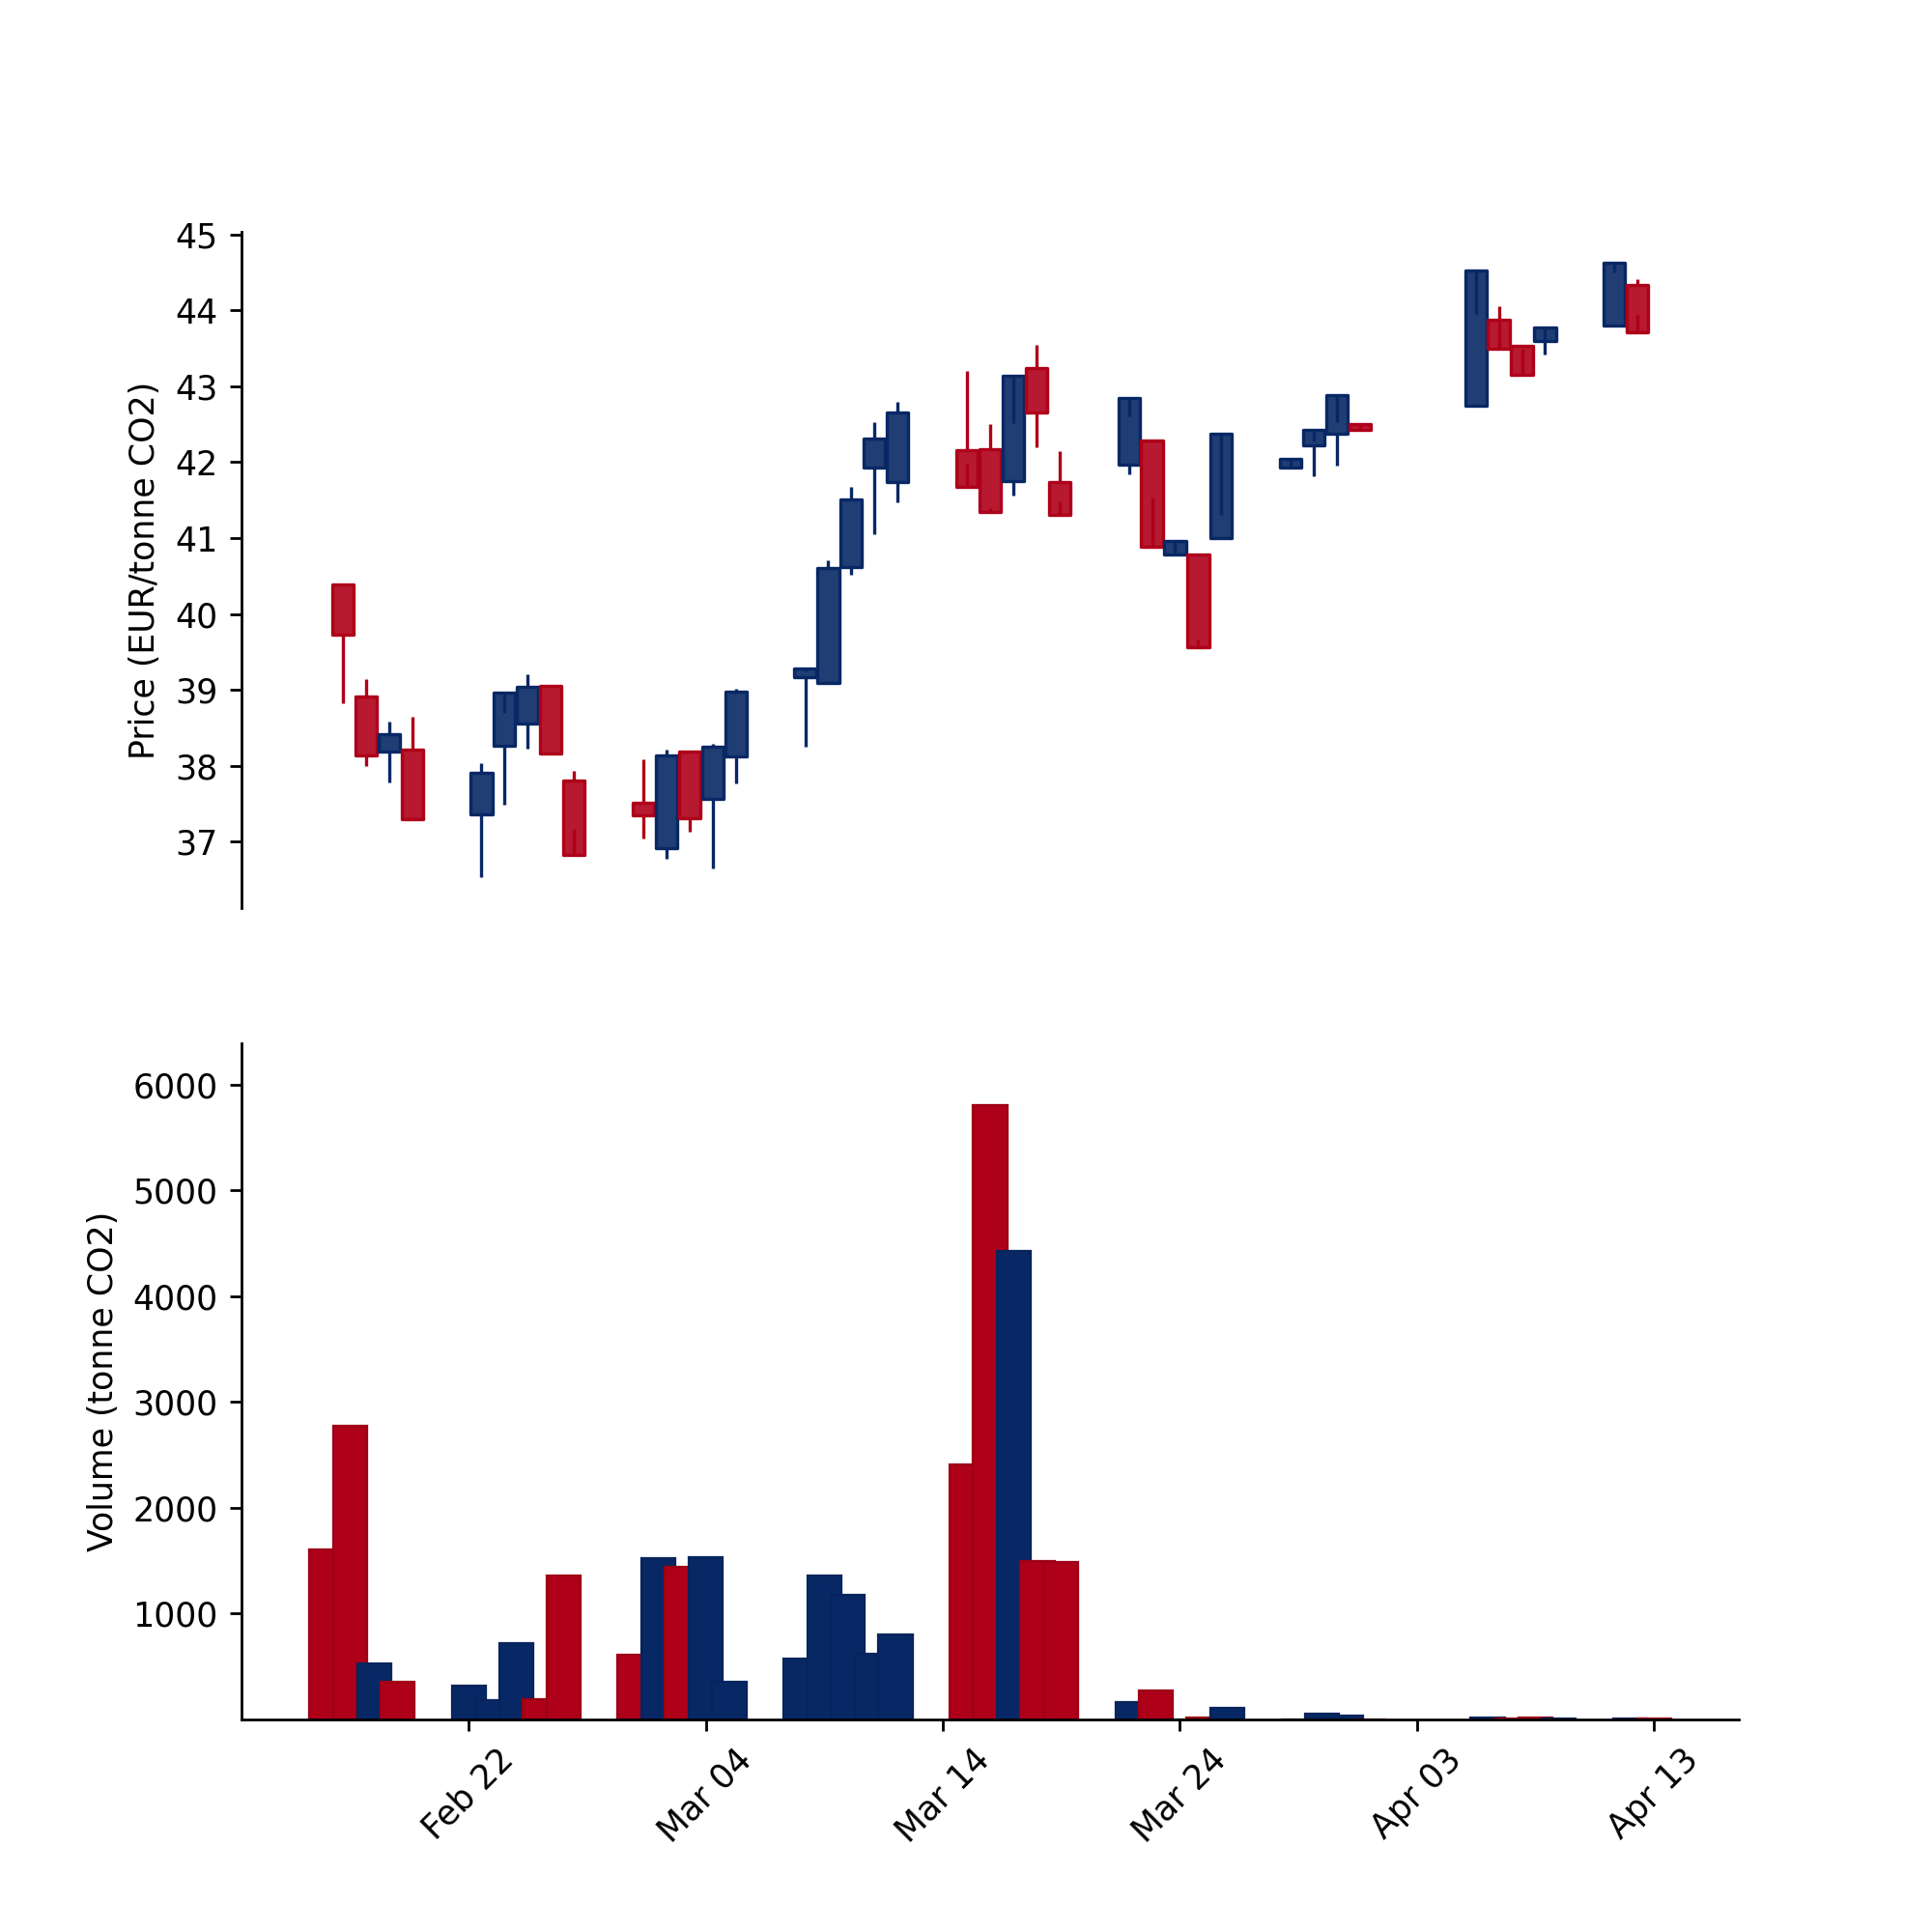 Price (EUR/tonne CO2)
45
44
43
42
41
40
39
38
37
Volume (tonne CO2)
6000
5000
4000
3000
2000
1000
Feb 22
Mar 04
Mar 14
Mar 24
Apr 03
Apr 13